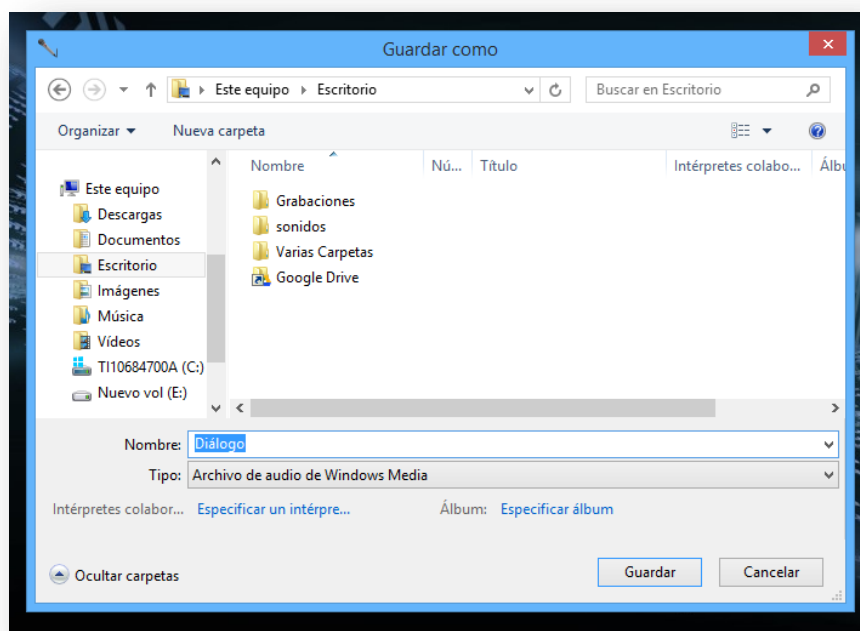 Guardar como
Este equipo Escritorio
Buscar en Escritorio
Organizar Nueva carpeta
Nombre Nú... Título Intérpretes colabo... Álbu
Este equipo
Descargas
Documentos
Escritorio
Imágenes
Música
Vídeos
TI10684700A (C:)
Nuevo vol (E:)
Grabaciones
sonidos
Varias Carpetas
Google Drive
Nombre: Diálogo
Tipo: Archivo de audio de Windows Media
Intérpretes colabor... Especificar un intérpre... Álbum: Especificar álbum
Ocultar carpetas Guardar Cancelar